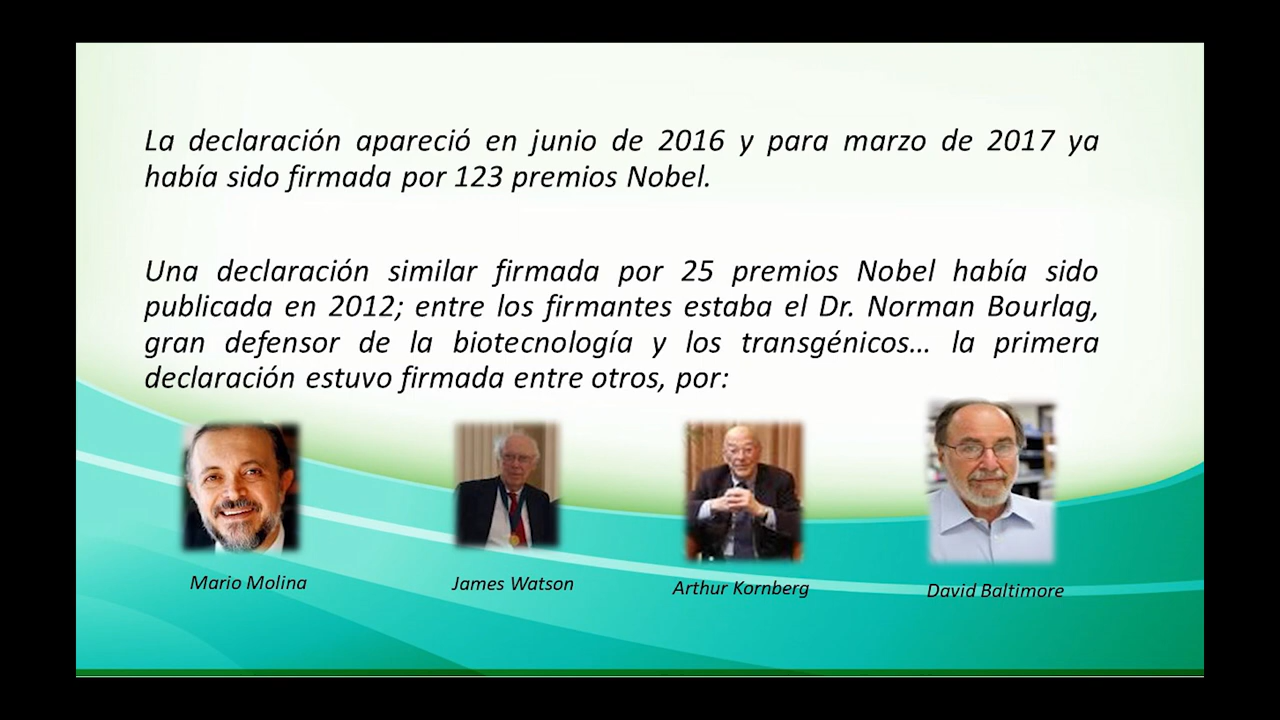 La declaración apareció en junio de 2016 y para marzo de 2017 ya
había sido firmada por 123 premios Nobel.
Una declaración similar firmada por 25 premios Nobel había sido
publicada en 2012; entre los firmantes estaba el Dr. Norman Bourlag,
gran defensor de la biotecnología y los transgénicos... la primera
declaración estuvo firmada entre otros, por:
Mario Molina
James Watson
Arthur Kornberg
David Baltimore